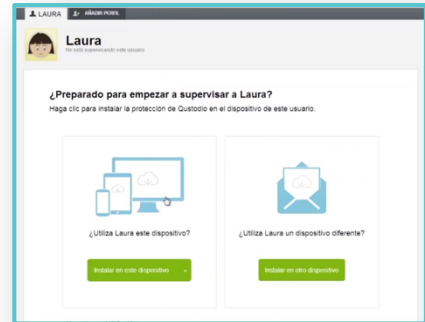 LAURA
AÑADIR PERFIL
Laura
No está supervisando este usuario
¿Preparado para empezar a supervisar a Laura?
Haga clic para instalar la protección de Qustodio en el dispositivo de este usuario.
¿Utiliza Laura este dispositivo?
¿Utiliza Laura un dispositivo diferente?
Instalar en este dispositivo
Instalar en otro dispositivo